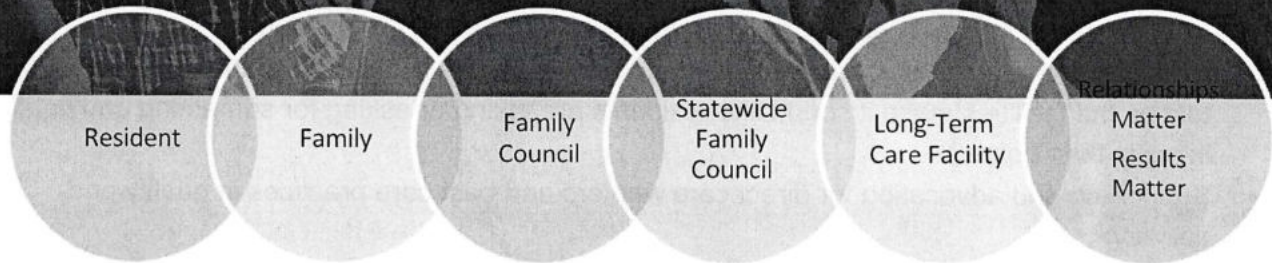 Resident
Family
Family
Council
Statewide
Family
Council
Long-Term
Care Facility
Relationships
Matter
Results
Matter